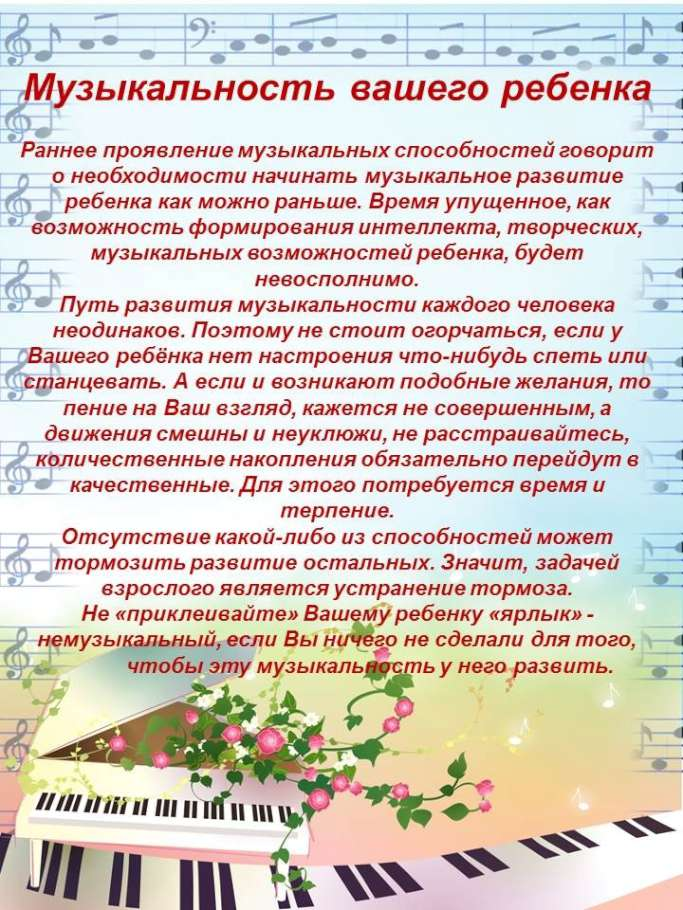 Музыкальность вашего ребенка
Раннее проявление музыкальных способностей говорит
о необходимости начинать музыкальное развитие
ребенка как можно раньше. Время упущенное, как
возможность формирования интеллекта, творческих,
музыкальных возможностей ребенка, будет
невосполнимо.
Путь развития музыкальности каждого человека
неодинаков. Поэтому не стоит огорчаться, если у
Вашего ребёнка нет настроения что-нибудь спеть или
станцевать. А если и возникают подобные желания, то
пение на Ваш взгляд, кажется не совершенным, а
движения смешны и неуклюжи, не расстраивайтесь,
количественные накопления обязательно перейдут в
качественные. Для этого потребуется время и
терпение.
Отсутствие какой-либо из способностей может
тормозить развитие остальных. Значит, задачей
взрослого является устранение тормоза.
Не «приклеивайте» Вашему ребенку «ярлык» -
немузыкальный, если Вы ничего не сделали для того,
чтобы эту музыкальность у него развить.